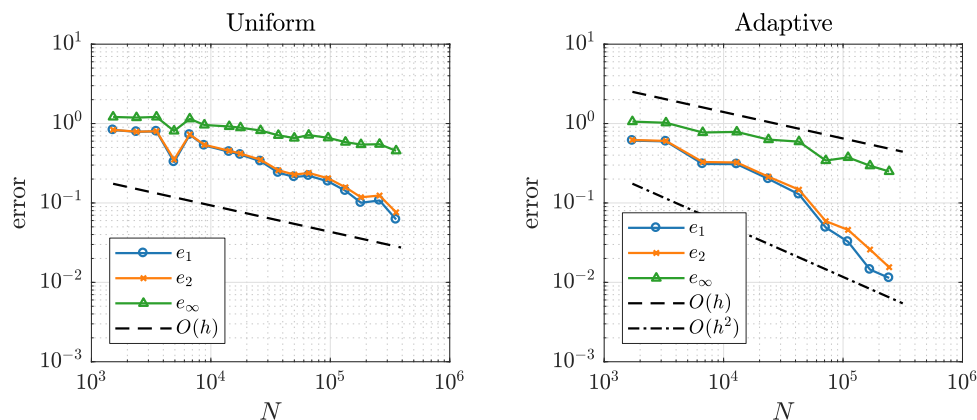 Uniform
10^1
10^0
10^{-1}
10^{-2}
10^{-3}
error
e_1
e_2
e_∞
O(h)
10^3
10^4
10^5
10^6
N
Adaptive
10^1
10^0
10^{-1}
10^{-2}
10^{-3}
error
e_1
e_2
e_∞
O(h)
O(h^2)
10^3
10^4
10^5
10^6
N